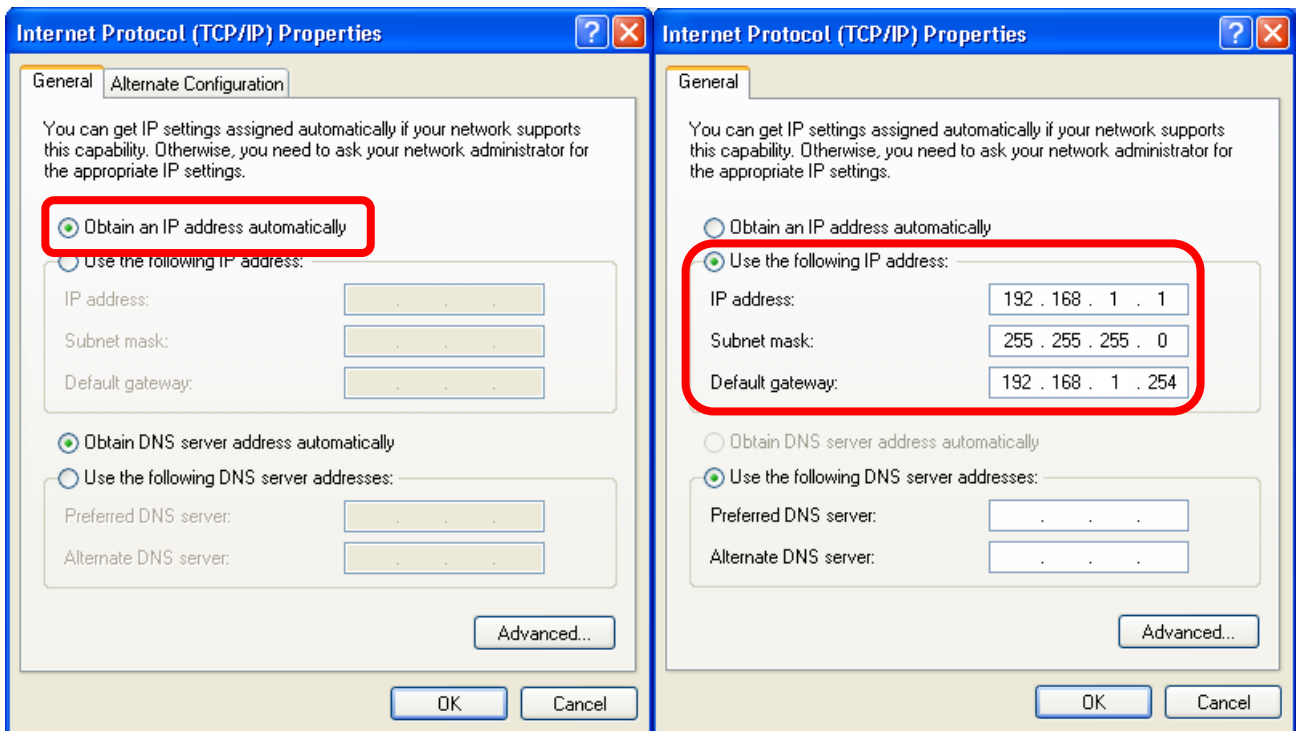 Internet Protocol (TCP/IP) Properties
General
Alternate Configuration
You can get IP settings assigned automatically if your network supports
this capability. Otherwise, you need to ask your network administrator for
the appropriate IP settings.
Obtain an IP address automatically
Use the following IP address:
IP address:
Subnet mask:
Default gateway:
Obtain DNS server address automatically
Use the following DNS server addresses:
Preferred DNS server:
Alternate DNS server:
Advanced...
OK
Cancel
Internet Protocol (TCP/IP) Properties
General
You can get IP settings assigned automatically if your network supports
this capability. Otherwise, you need to ask your network administrator for
the appropriate IP settings.
Obtain an IP address automatically
Use the following IP address:
IP address: 192 . 168 . 1 . 1
Subnet mask: 255 . 255 . 255 . 0
Default gateway: 192 . 168 . 1 . 254
Obtain DNS server address automatically
Use the following DNS server addresses:
Preferred DNS server: . . .
Alternate DNS server: . . .
Advanced...
OK
Cancel